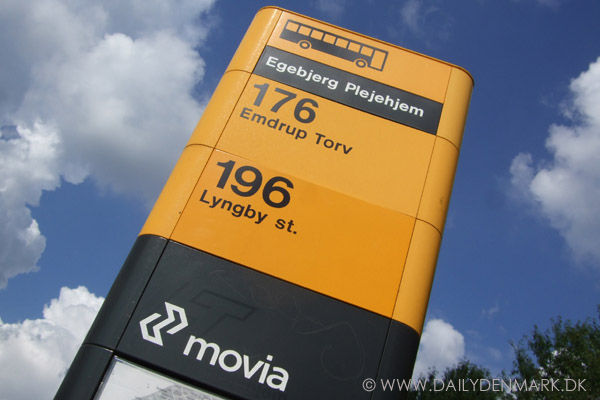 Egebjerg Plejehjem
176
Emdrup Torv
196
Lyngby st.
movia
© WWW.DAILYDENMARK.DK